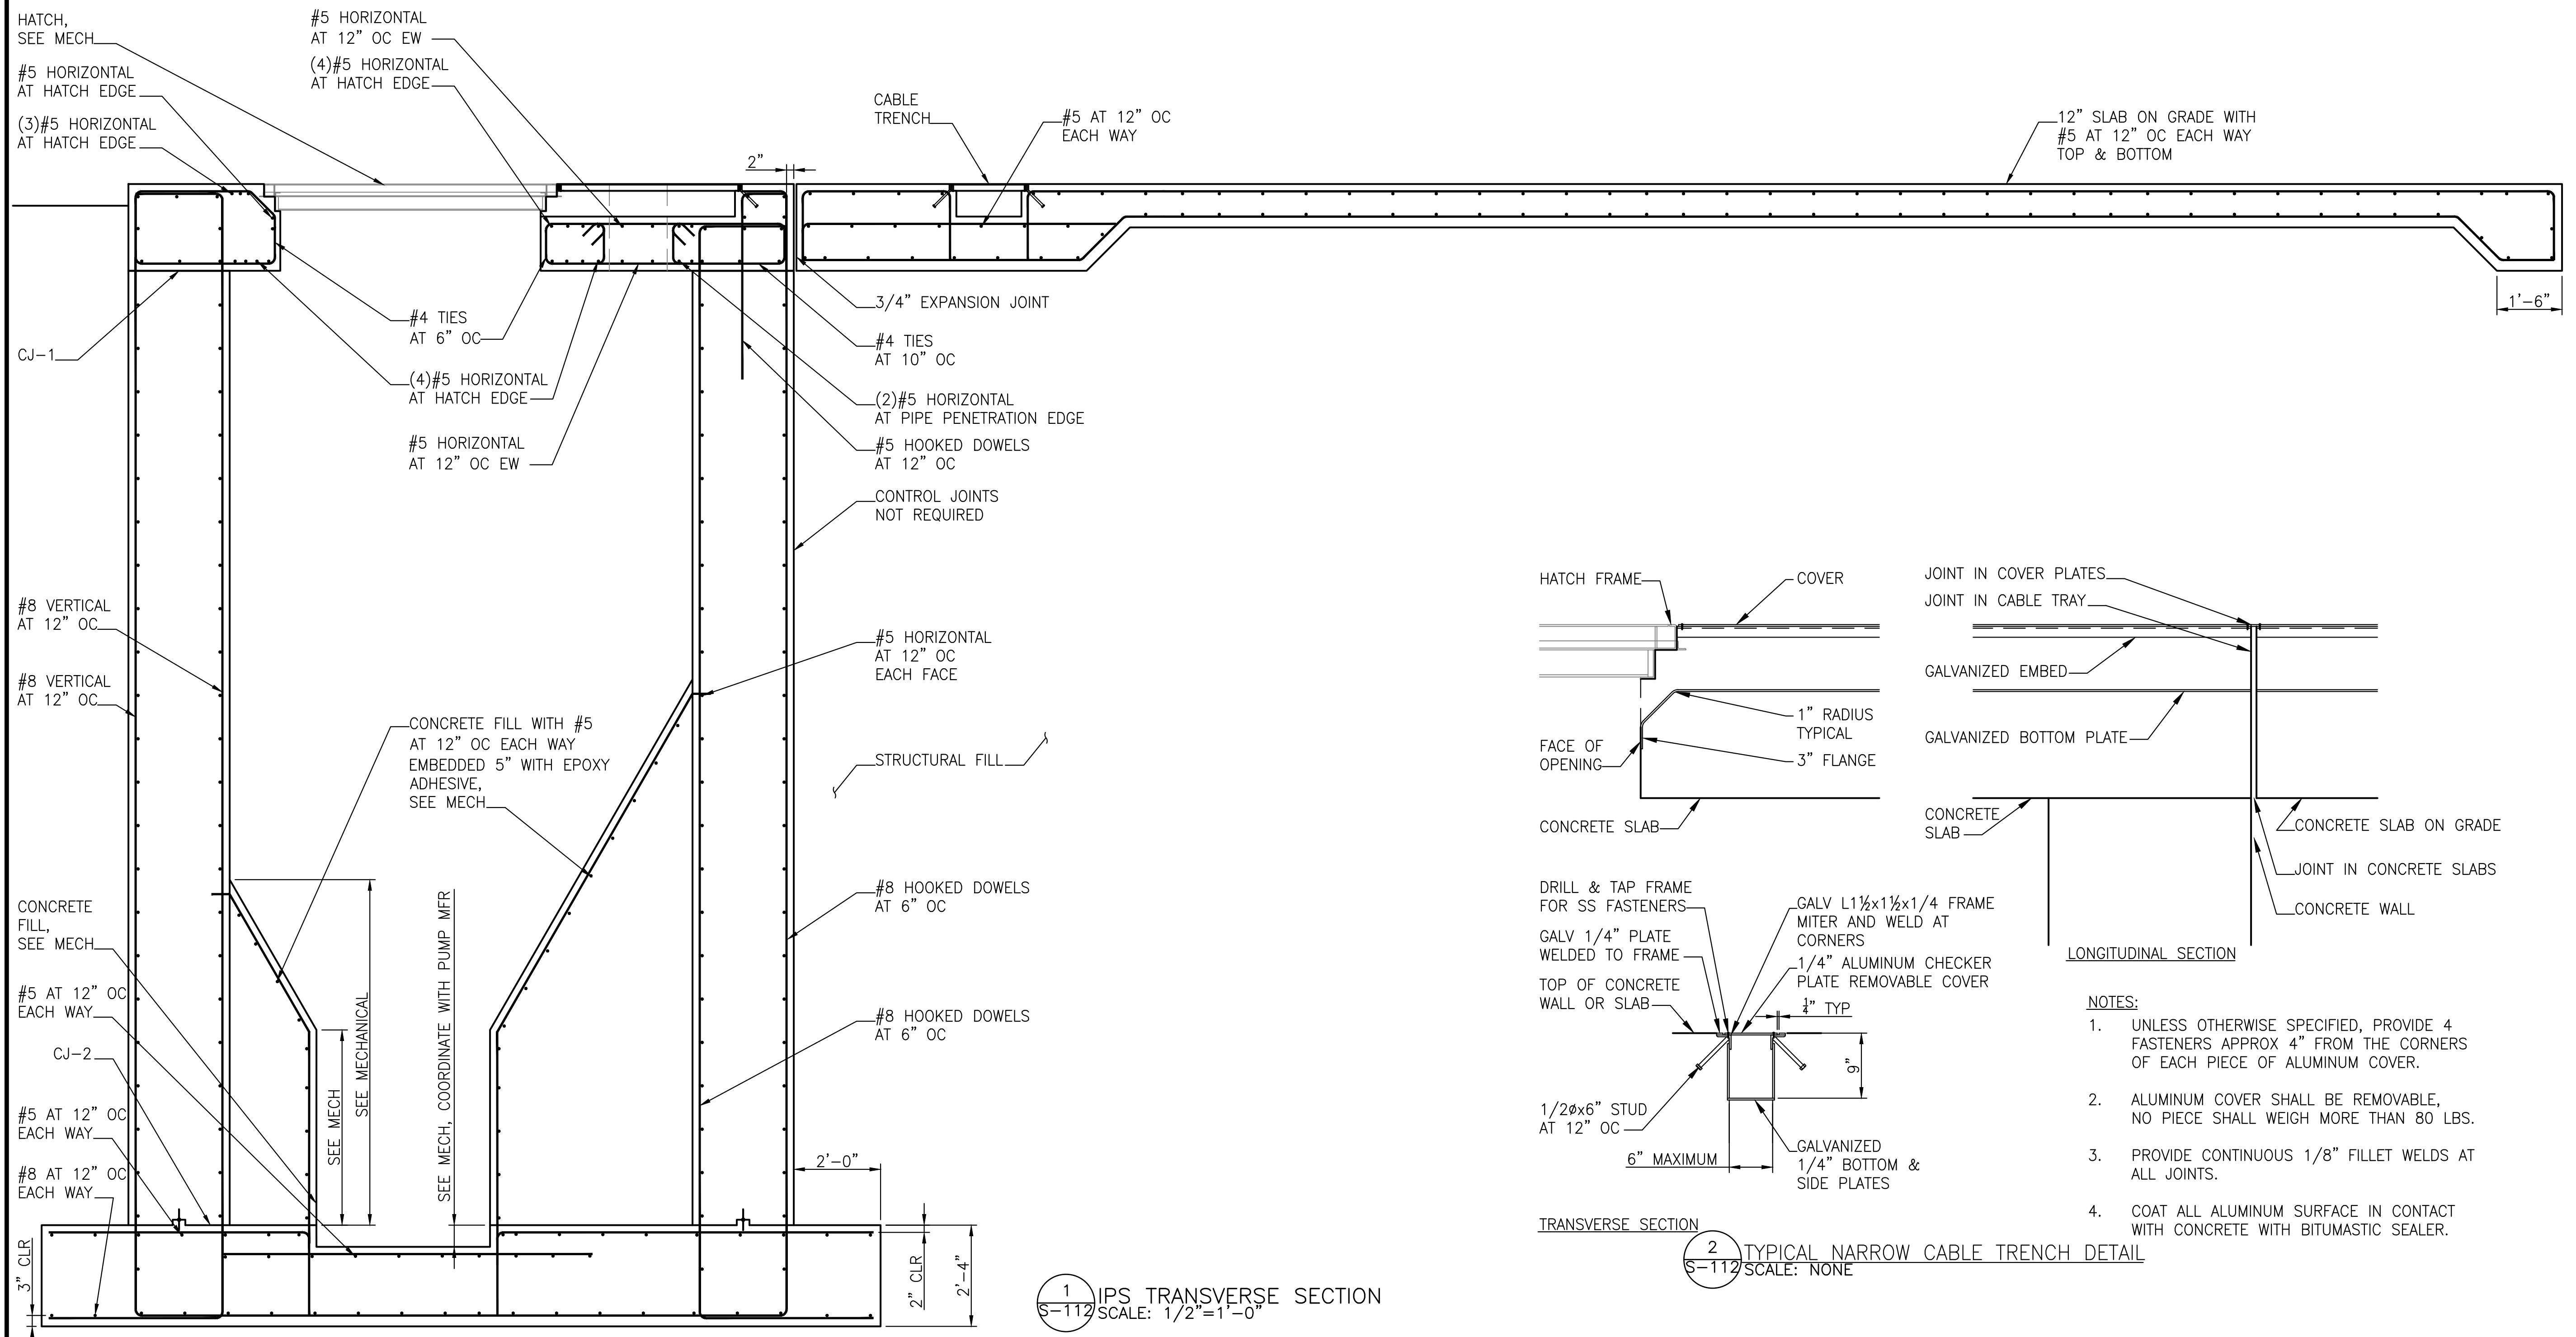 HATCH,
SEE MECH
#5 HORIZONTAL
AT HATCH EDGE
(3)#5 HORIZONTAL
AT HATCH EDGE
#5 HORIZONTAL
AT 12" OC EW
(4)#5 HORIZONTAL
AT HATCH EDGE
2"
CABLE
TRENCH
#5 AT 12" OC
EACH WAY
12" SLAB ON GRADE WITH
#5 AT 12" OC EACH WAY
TOP & BOTTOM
1'-6"
CJ-1
#4 TIES
AT 6" OC
(4)#5 HORIZONTAL
AT HATCH EDGE
#5 HORIZONTAL
AT 12" OC EW
3/4" EXPANSION JOINT
#4 TIES
AT 10" OC
(2)#5 HORIZONTAL
AT PIPE PENETRATION EDGE
#5 HOOKED DOWELS
AT 12" OC
CONTROL JOINTS
NOT REQUIRED
#8 VERTICAL
AT 12" OC
#8 VERTICAL
AT 12" OC
CONCRETE FILL WITH #5
AT 12" OC EACH WAY
EMBEDDED 5" WITH EPOXY
ADHESIVE,
SEE MECH
#5 HORIZONTAL
AT 12" OC
EACH FACE
STRUCTURAL FILL
#8 HOOKED DOWELS
AT 6" OC
#8 HOOKED DOWELS
AT 6" OC
CONCRETE
FILL,
SEE MECH
#5 AT 12" OC
EACH WAY
CJ-2
#5 AT 12" OC
EACH WAY
#8 AT 12" OC
EACH WAY
3" CLR
SEE MECH
SEE MECHANICAL
SEE MECH, COORDINATE WITH PUMP MFR
2'-0"
2" CLR
2'-4"
1
S-112
IPS TRANSVERSE SECTION
SCALE: 1/2"=1'-0"
HATCH FRAME
COVER
1" RADIUS
TYPICAL
FACE OF
OPENING
3" FLANGE
CONCRETE SLAB
JOINT IN COVER PLATES
JOINT IN CABLE TRAY
GALVANIZED EMBED
GALVANIZED BOTTOM PLATE
CONCRETE
SLAB
CONCRETE SLAB ON GRADE
JOINT IN CONCRETE SLABS
CONCRETE WALL
LONGITUDINAL SECTION
DRILL & TAP FRAME
FOR SS FASTENERS
GALV 1/4" PLATE
WELDED TO FRAME
TOP OF CONCRETE
WALL OR SLAB
GALV L1½x1½x1/4 FRAME
MITER AND WELD AT
CORNERS
1/4" ALUMINUM CHECKER
PLATE REMOVABLE COVER
¼" TYP
9"
1/2øx6" STUD
AT 12" OC
6" MAXIMUM
GALVANIZED
1/4" BOTTOM &
SIDE PLATES
TRANSVERSE SECTION
2
S-112
TYPICAL NARROW CABLE TRENCH DETAIL
SCALE: NONE
NOTES:
1. UNLESS OTHERWISE SPECIFIED, PROVIDE 4
FASTENERS APPROX 4" FROM THE CORNERS
OF EACH PIECE OF ALUMINUM COVER.
2. ALUMINUM COVER SHALL BE REMOVABLE,
NO PIECE SHALL WEIGH MORE THAN 80 LBS.
3. PROVIDE CONTINUOUS 1/8" FILLET WELDS AT
ALL JOINTS.
4. COAT ALL ALUMINUM SURFACE IN CONTACT
WITH CONCRETE WITH BITUMASTIC SEALER.